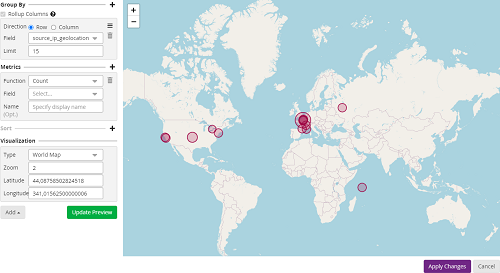 Group By +
Rollup Columns
Direction Row Column
Field source_ip_geolocation
Limit 15
Metrics +
Function Count
Field Select...
Name Specify display name
(Opt.)
Sort +
Visualization
Type World Map
Zoom 2
Latitude 44,08758502824518
Longitude 341,01562500000006
Add
Update Preview
+
−
Apply Changes
Cancel